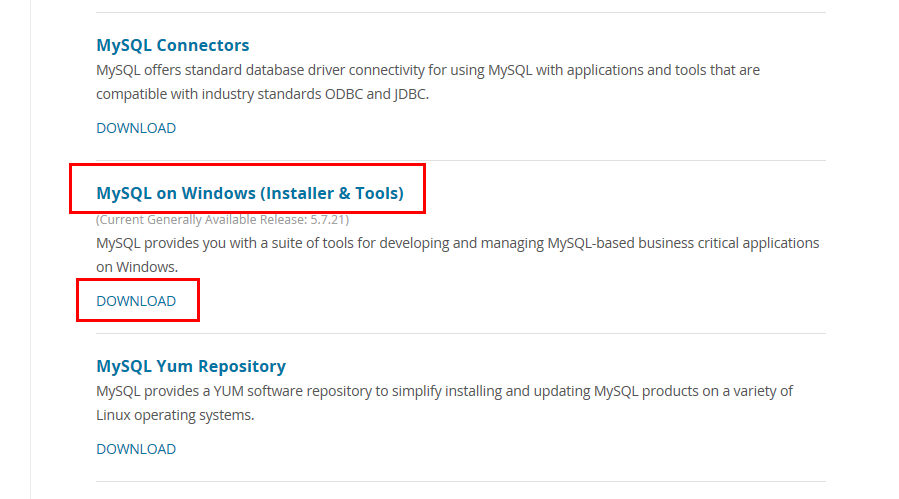 MySQL Connectors
MySQL offers standard database driver connectivity for using MySQL with applications and tools that are
compatible with industry standards ODBC and JDBC.
DOWNLOAD
MySQL on Windows (Installer & Tools)
(Current Generally Available Release: 5.7.21)
MySQL provides you with a suite of tools for developing and managing MySQL-based business critical applications
on Windows.
DOWNLOAD
MySQL Yum Repository
MySQL provides a YUM software repository to simplify installing and updating MySQL products on a variety of
Linux operating systems.
DOWNLOAD